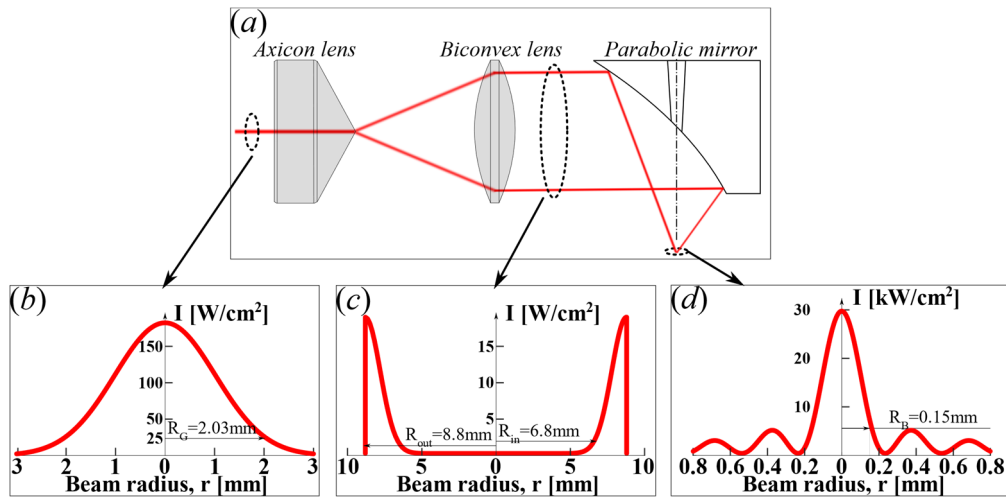 (a)
Axicon lens Biconvex lens Parabolic mirror
(b)
I [W/cm²]
150
100
50
25
R_G=2.03mm
3 2 1 0 1 2 3
Beam radius, r [mm]
(c)
I [W/cm²]
15
10
5
R_out=8.8mm R_in=6.8mm
10 5 0 5 10
Beam radius, r [mm]
(d)
I [kW/cm²]
30
20
10
R_B=0.15mm
0.8 0.6 0.4 0.2 0 0.2 0.4 0.6 0.8
Beam radius, r [mm]